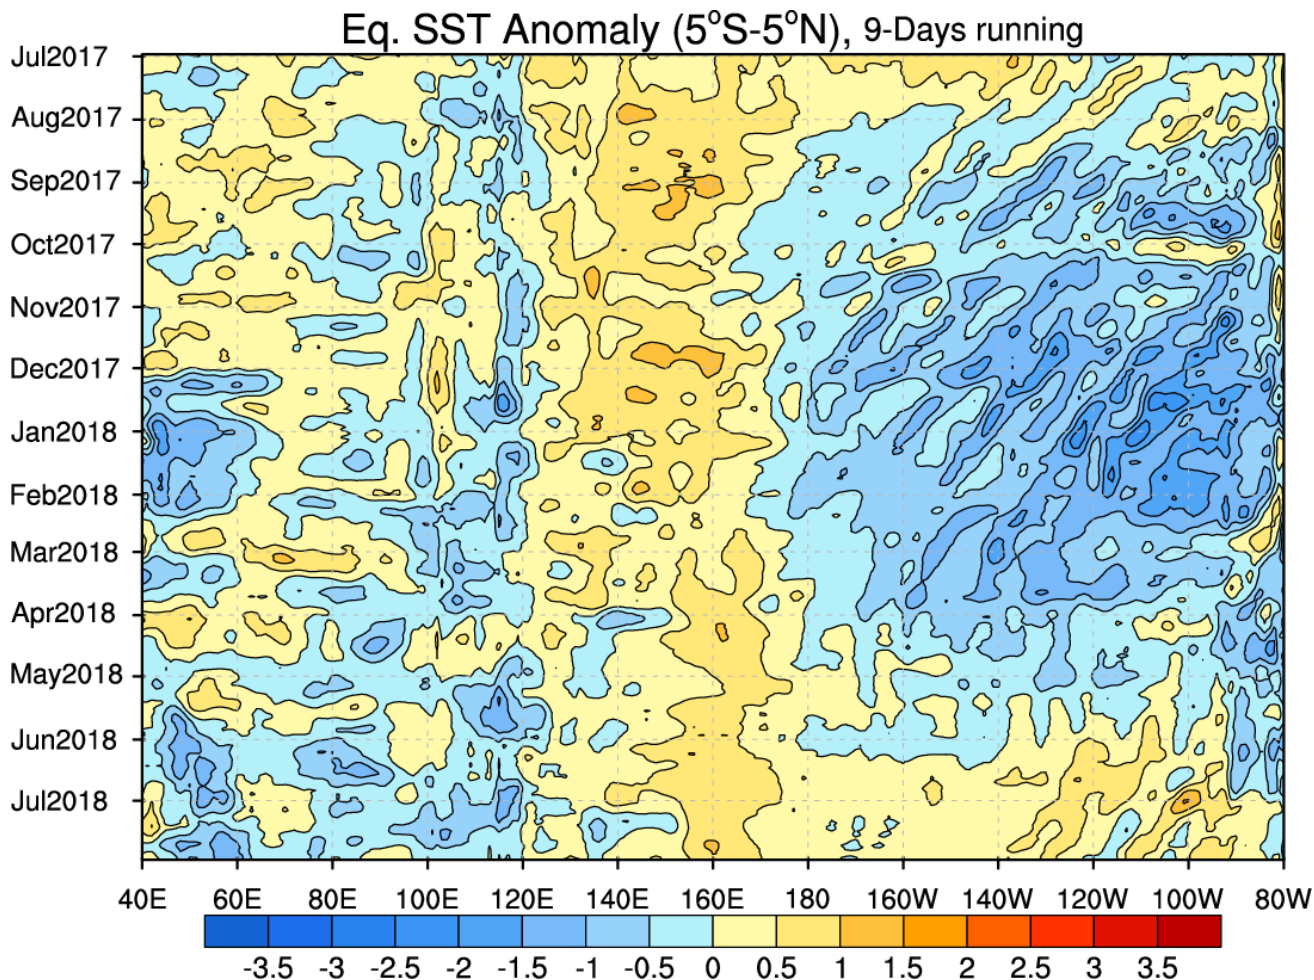 Eq. SST Anomaly (5°S-5°N), 9-Days running
Jul2017
Aug2017
Sep2017
Oct2017
Nov2017
Dec2017
Jan2018
Feb2018
Mar2018
Apr2018
May2018
Jun2018
Jul2018
40E 60E 80E 100E 120E 140E 160E 180 160W 140W 120W 100W 80W
-3.5 -3 -2.5 -2 -1.5 -1 -0.5 0 0.5 1 1.5 2 2.5 3 3.5